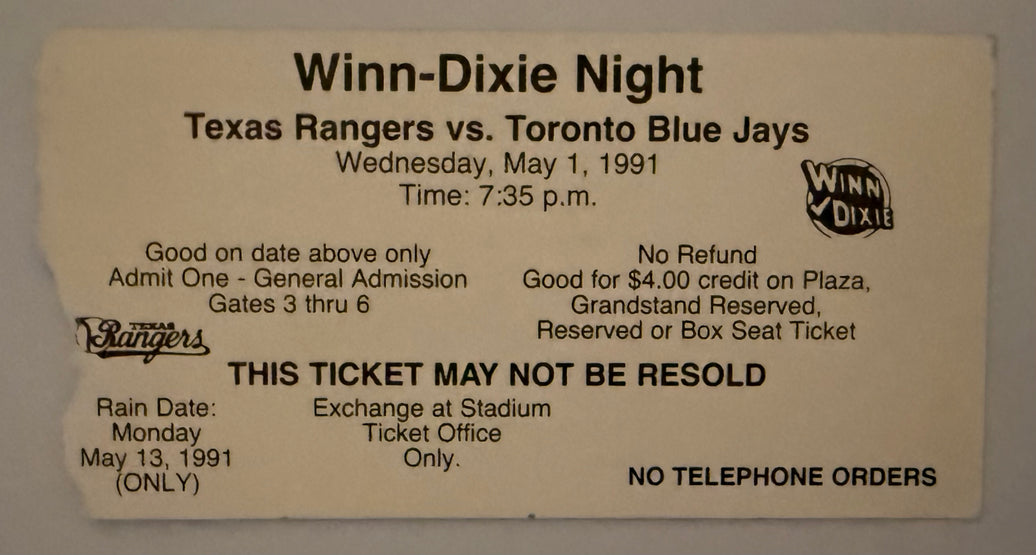 Winn-Dixie Night
Texas Rangers vs. Toronto Blue Jays
Wednesday, May 1, 1991
Time: 7:35 p.m.
WINN
DIXIE
Good on date above only
Admit One - General Admission
Gates 3 thru 6
No Refund
Good for $4.00 credit on Plaza,
Grandstand Reserved,
Reserved or Box Seat Ticket
TEXAS
Rangers
THIS TICKET MAY NOT BE RESOLD
Rain Date:
Monday
May 13, 1991
(ONLY)
Exchange at Stadium
Ticket Office
Only.
NO TELEPHONE ORDERS